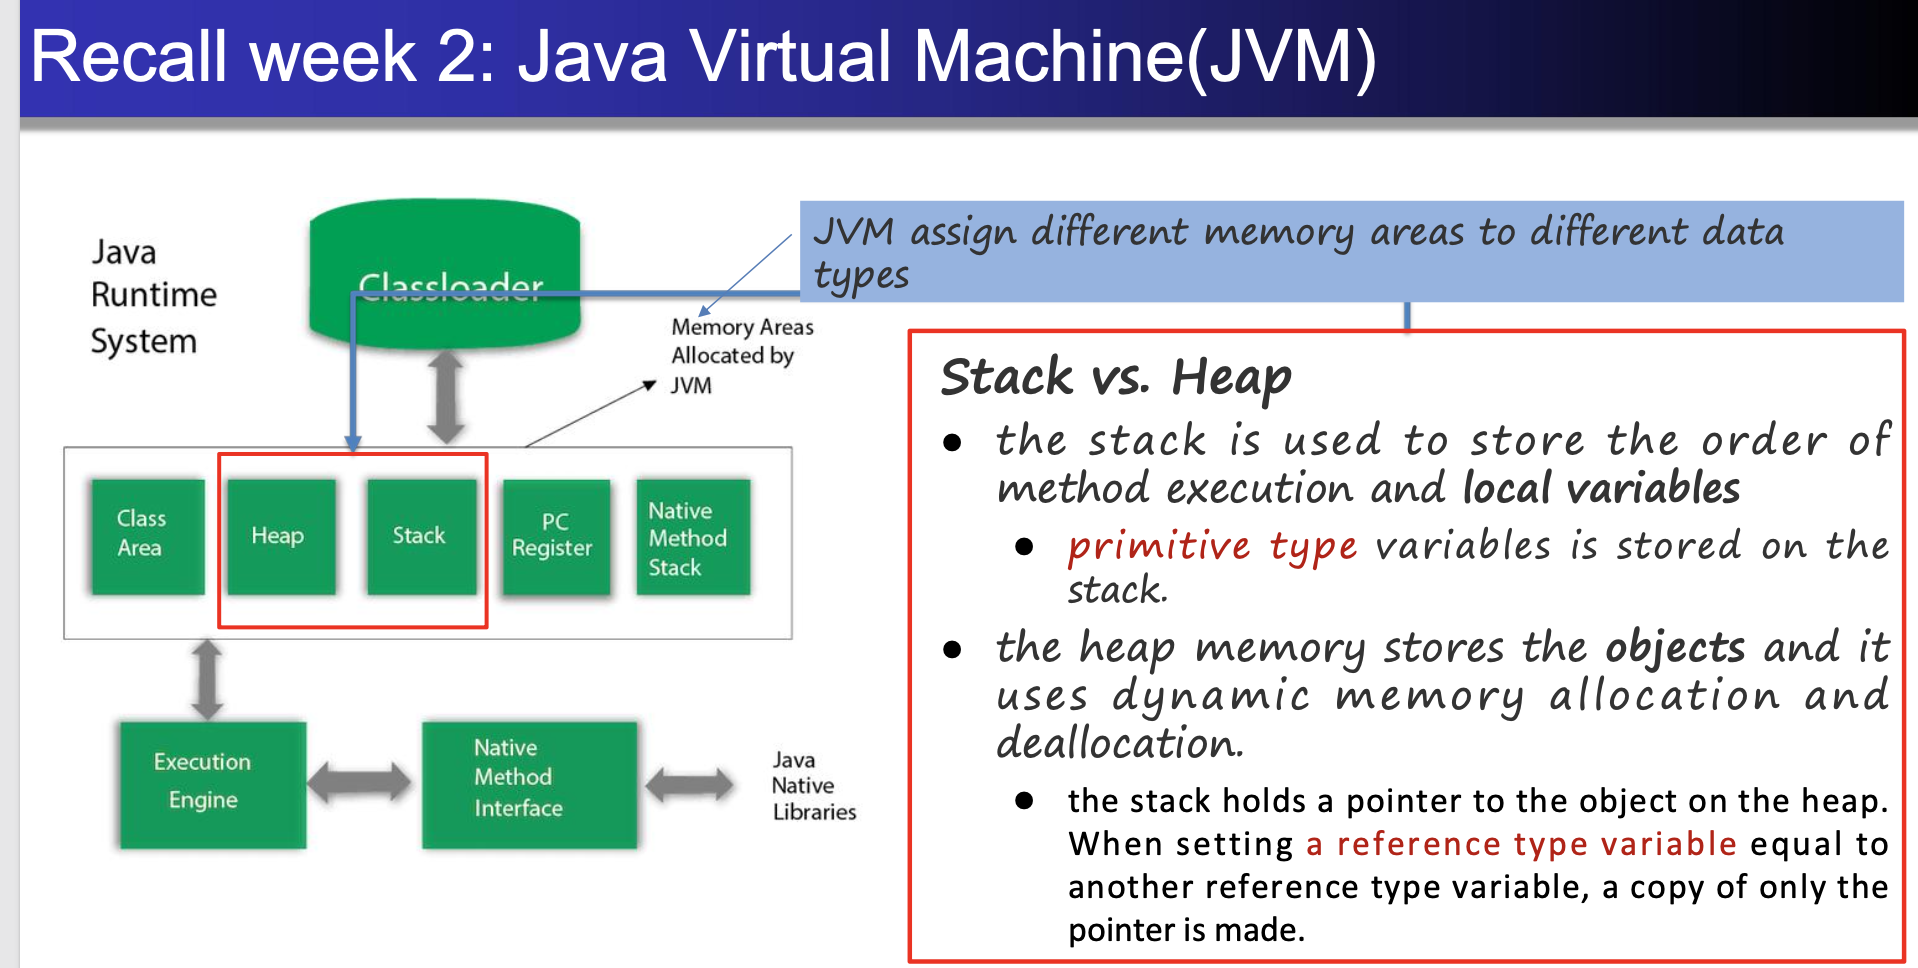 Recall week 2: Java Virtual Machine(JVM)
Java
Runtime
System
Classloader
JVM assign different memory areas to different data
types
Memory Areas
Allocated by
JVM
Class
Area
Heap
Stack
PC
Register
Native
Method
Stack
Execution
Engine
Native
Method
Interface
Java
Native
Libraries
Stack vs. Heap
● the stack is used to store the order of
method execution and local variables
● primitive type variables is stored on the
stack.
● the heap memory stores the objects and it
uses dynamic memory allocation and
deallocation.
● the stack holds a pointer to the object on the heap.
When setting a reference type variable equal to
another reference type variable, a copy of only the
pointer is made.